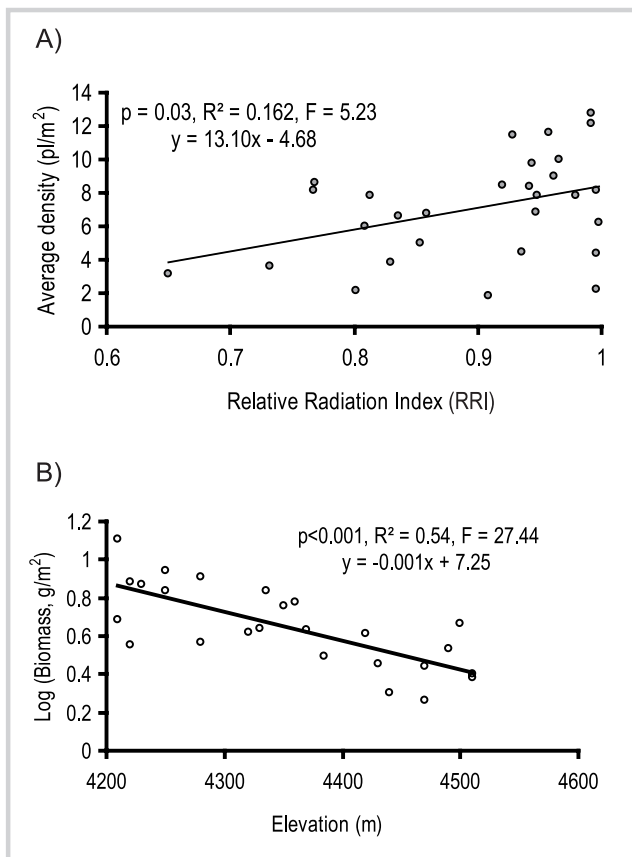 A)
p = 0.03, R² = 0.162, F = 5.23
y = 13.10x - 4.68
Average density (pl/m²)
14
12
10
8
6
4
2
0
0.6 0.7 0.8 0.9 1
Relative Radiation Index (RRI)
B)
p<0.001, R² = 0.54, F = 27.44
y = -0.001x + 7.25
Log (Biomass, g/m²)
1.2
1
0.8
0.6
0.4
0.2
0
4200 4300 4400 4500 4600
Elevation (m)